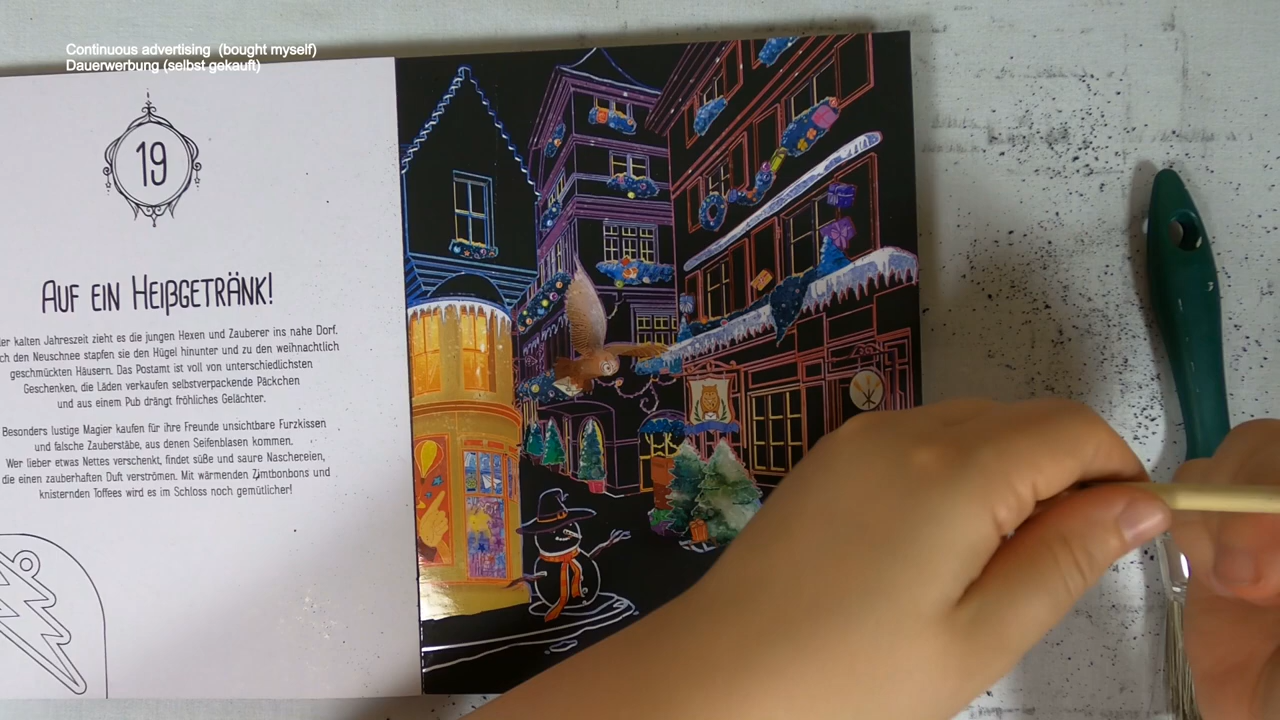 Continuous advertising (bought myself)
Dauerwerbung (selbst gekauft)
19
AUF EIN HEIßGETRÄNK!
er kalten Jahreszeit zieht es die jungen Hexen und Zauberer ins nahe Dorf.
ch den Neuschnee stapfen sie den Hügel hinunter und zu den weihnachtlich
geschmückten Häusern. Das Postamt ist voll von unterschiedlichsten
Geschenken, die Läden verkaufen selbstverpackende Päckchen
und aus einem Pub drängt fröhliches Gelächter.
Besonders lustige Magier kaufen für ihre Freunde unsichtbare Furzkissen
und falsche Zauberstäbe, aus denen Seifenblasen kommen.
Wer lieber etwas Nettes verschenkt, findet süße und saure Naschereien,
die einen zauberhaften Duft verströmen. Mit wärmenden Zimtbonbons und
knisternden Toffees wird es im Schloss noch gemütlicher!